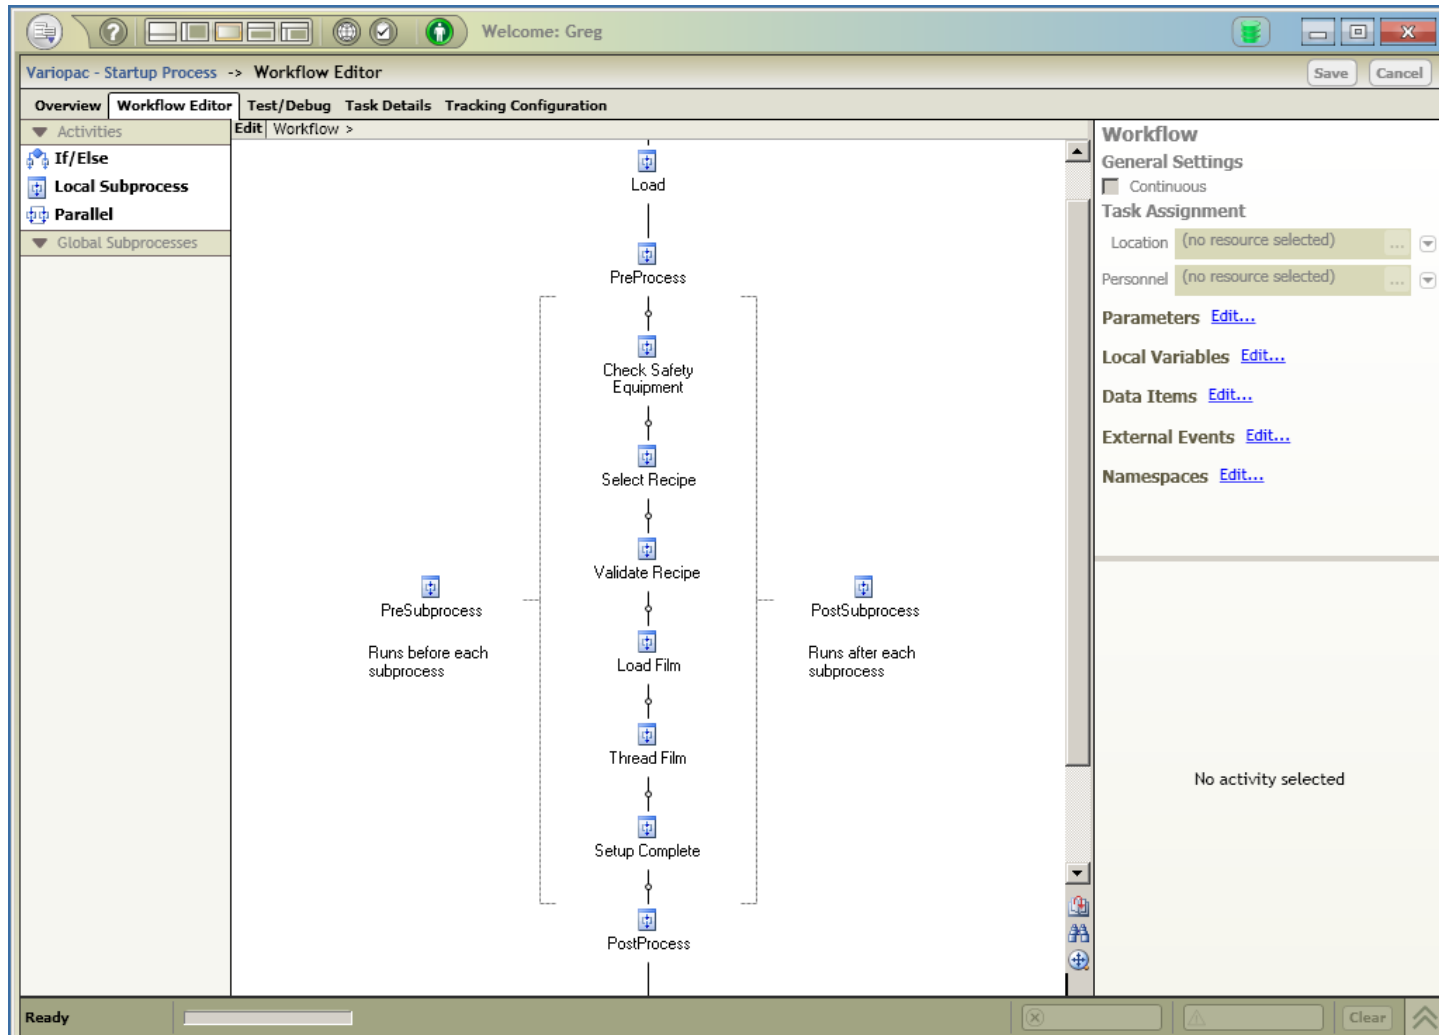 Welcome: Greg
Variopac - Startup Process -> Workflow Editor
Save
Cancel
Overview
Workflow Editor
Test/Debug
Task Details
Tracking Configuration
Activities
If/Else
Local Subprocess
Parallel
Global Subprocesses
Edit
Workflow >
Load
PreProcess
Check Safety
Equipment
Select Recipe
Validate Recipe
PreSubprocess
Runs before each
subprocess
PostSubprocess
Runs after each
subprocess
Load Film
Thread Film
Setup Complete
PostProcess
Workflow
General Settings
Continuous
Task Assignment
Location (no resource selected) ...
Personnel (no resource selected) ...
Parameters Edit...
Local Variables Edit...
Data Items Edit...
External Events Edit...
Namespaces Edit...
No activity selected
Ready
Clear